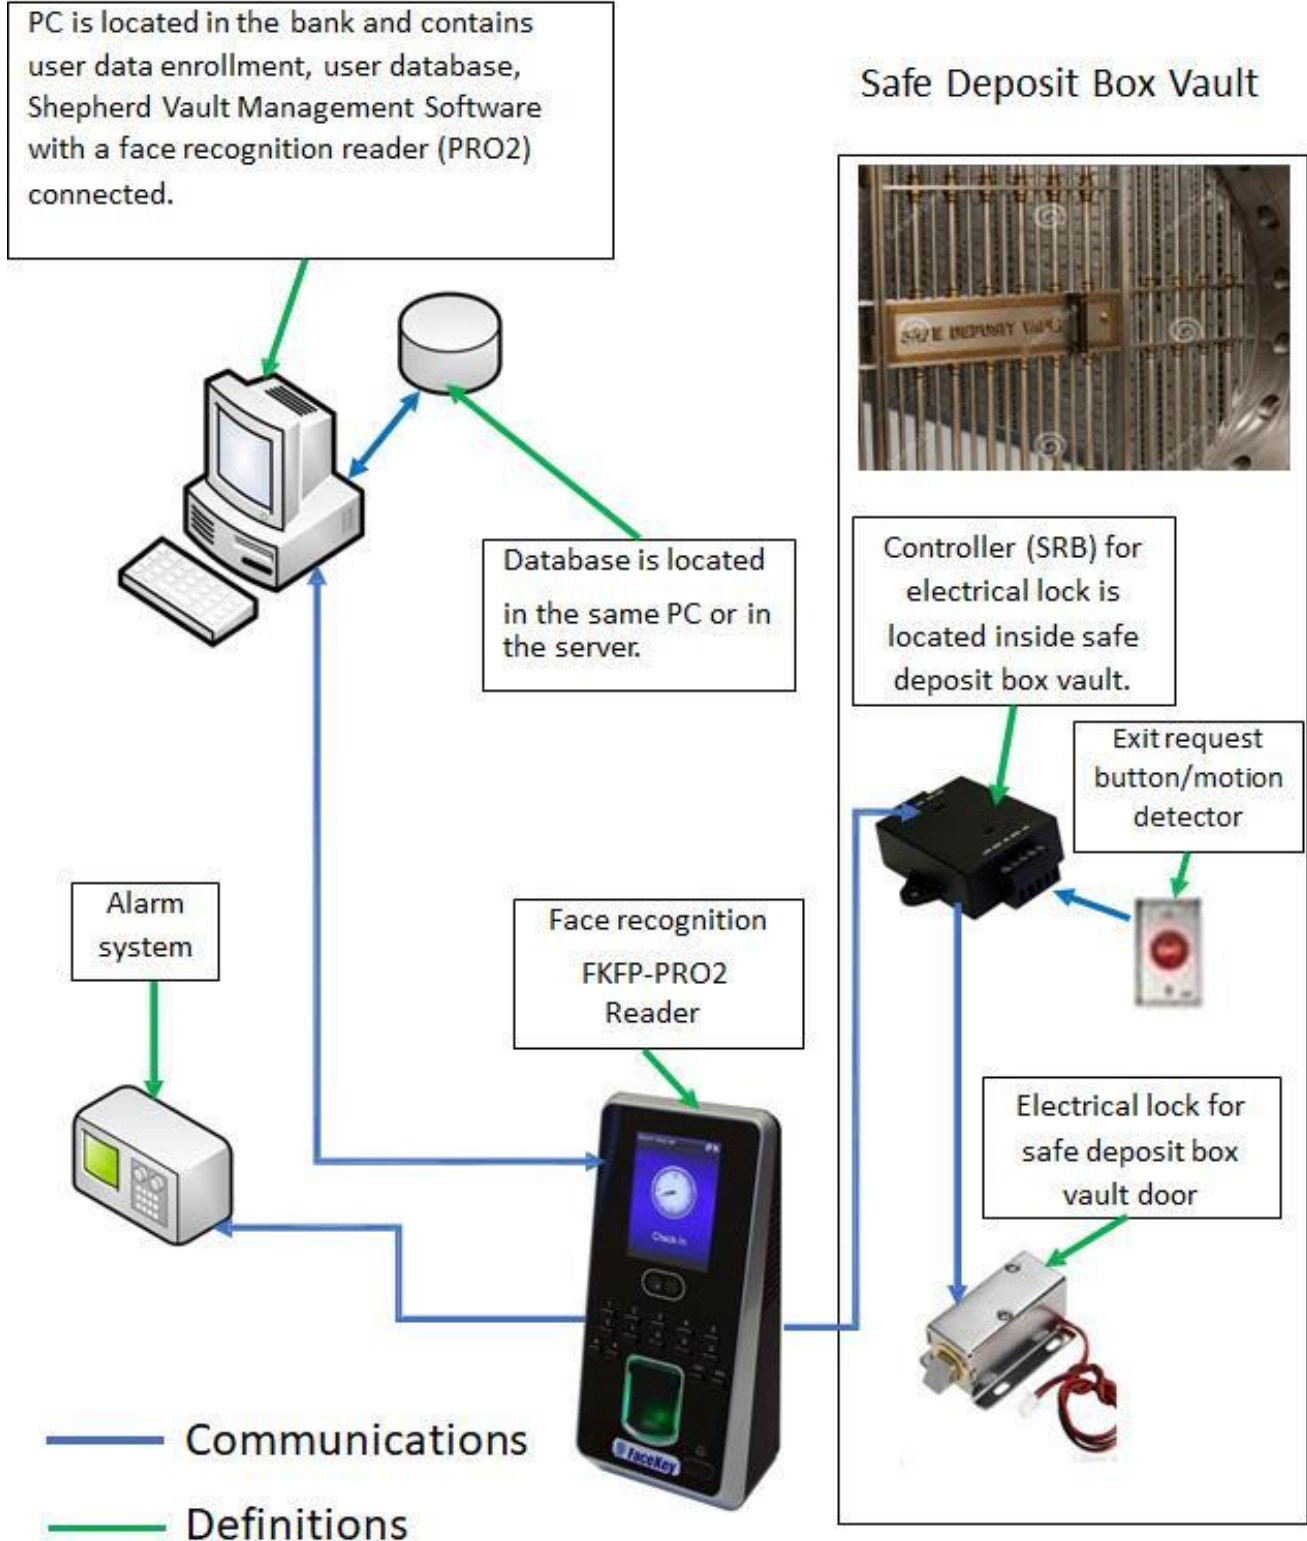 PC is located in the bank and contains
user data enrollment, user database,
Shepherd Vault Management Software
with a face recognition reader (PRO2)
connected.
Safe Deposit Box Vault
Database is located
in the same PC or in
the server.
Controller (SRB) for
electrical lock is
located inside safe
deposit box vault.
Exit request
button/motion
detector
Alarm
system
Face recognition
FKFP-PRO2
Reader
Electrical lock for
safe deposit box
vault door
Check In
FaceKey
Communications
Definitions